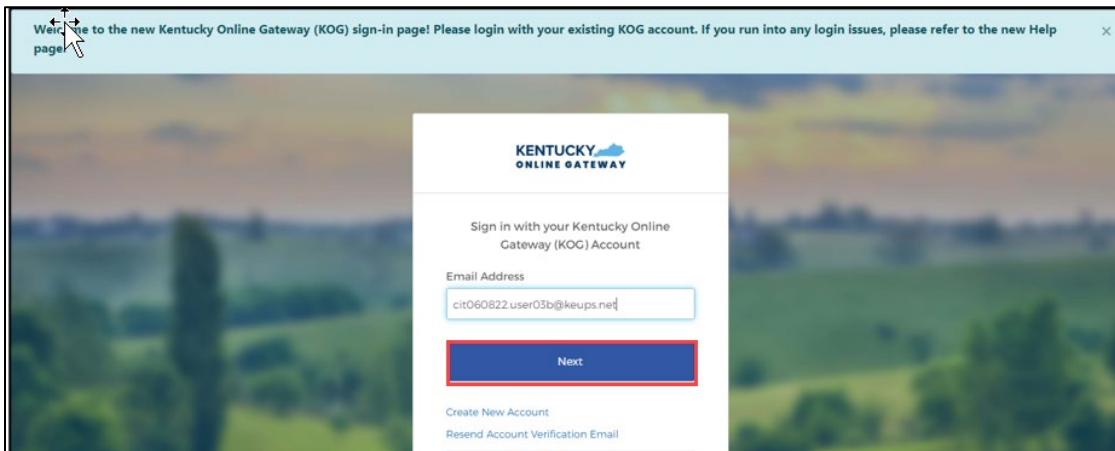 Welcome to the new Kentucky Online Gateway (KOG) sign-in page! Please login with your existing KOG account. If you run into any login issues, please refer to the new Help
page!
×
KENTUCKY
ONLINE GATEWAY
Sign in with your Kentucky Online
Gateway (KOG) Account
Email Address
cit060822.user03b@keups.net
Next
Create New Account
Resend Account Verification Email